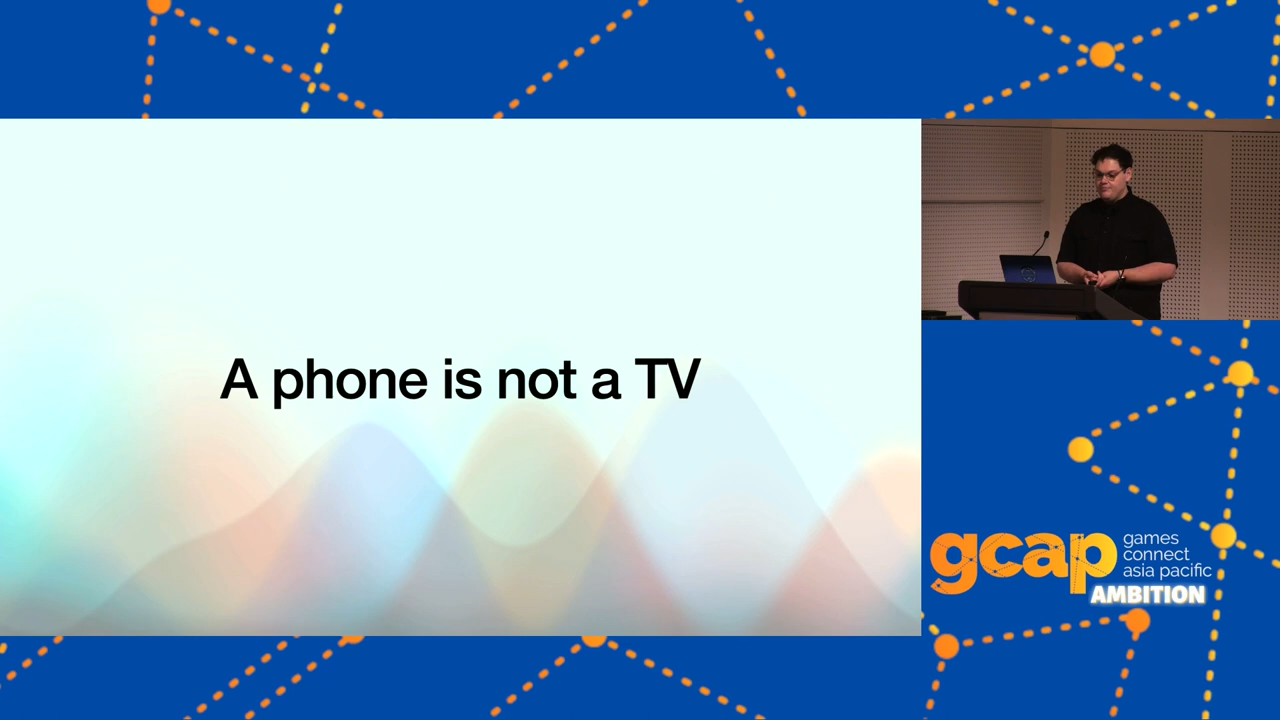 A phone is not a TV
gcap
games
connect
asia pacific
AMBITION